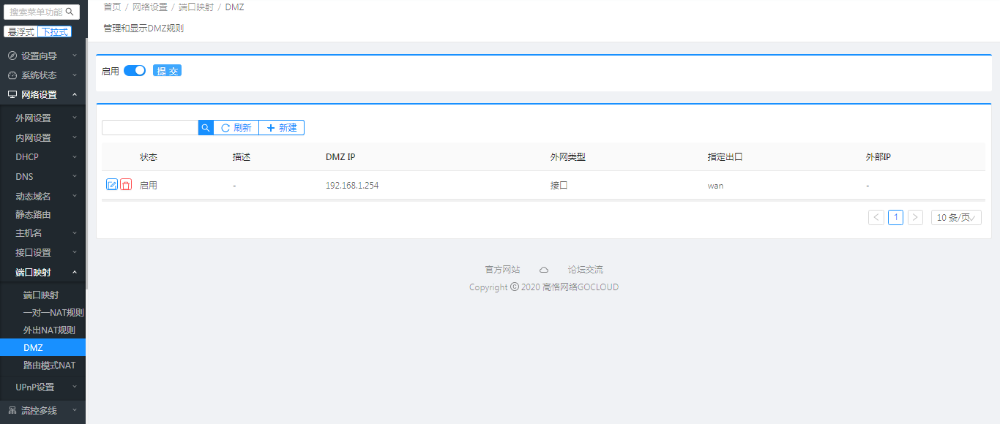 搜索菜单功能
悬浮式 下拉式
设置向导
系统状态
网络设置
外网设置
内网设置
DHCP
DNS
动态域名
静态路由
主机名
接口设置
端口映射
端口映射
一对一NAT规则
外出NAT规则
DMZ
路由模式NAT
UPnP设置
流控多线
首页 / 网络设置 / 端口映射 / DMZ
管理和显示DMZ规则
启用 提 交
刷新 新建
状态 描述 DMZ IP 外网类型 指定出口 外部IP
启用 - 192.168.1.254 接口 wan -
< 1 > 10 条/页
官方网站 论坛交流
Copyright © 2020 高恪网络GOCLOUD